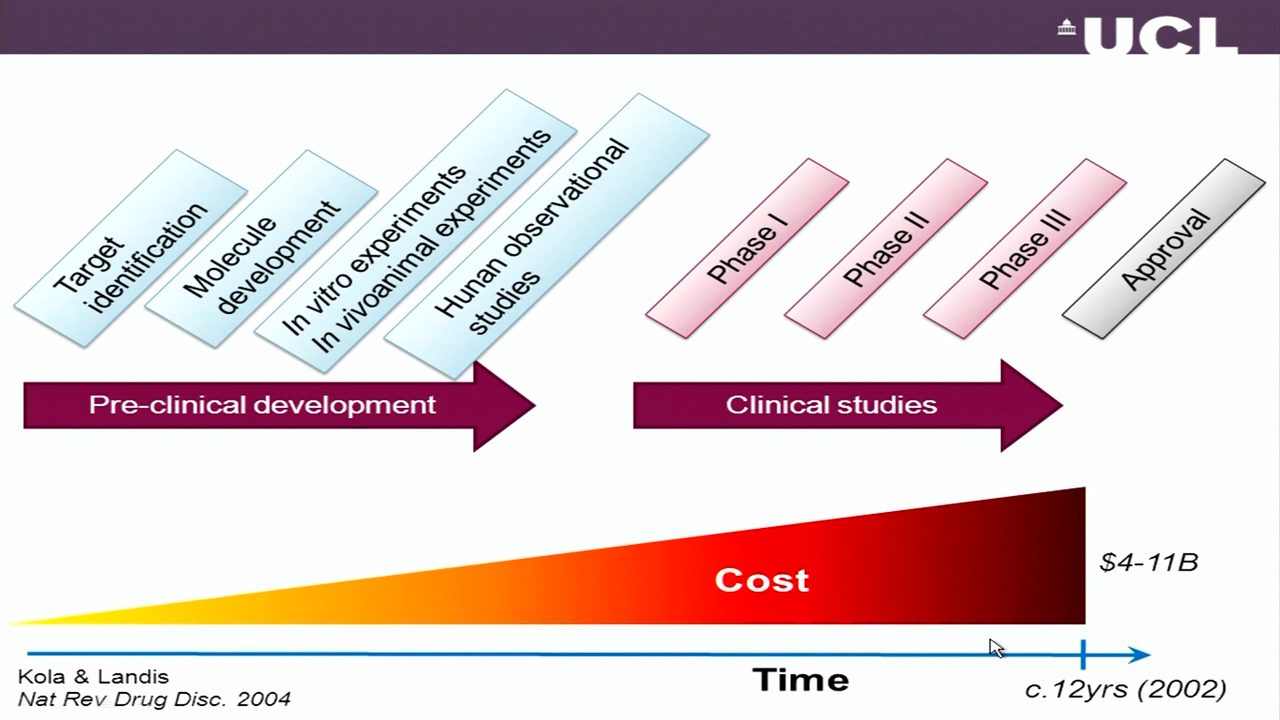 UCL
Target
identification
Molecule
development
In vitro experiments
In vivoanimal experiments
Human observational
studies
Phase I
Phase II
Phase III
Approval
Pre-clinical development
Clinical studies
Cost
$4-11B
Time
c.12yrs (2002)
Kola & Landis
Nat Rev Drug Disc. 2004